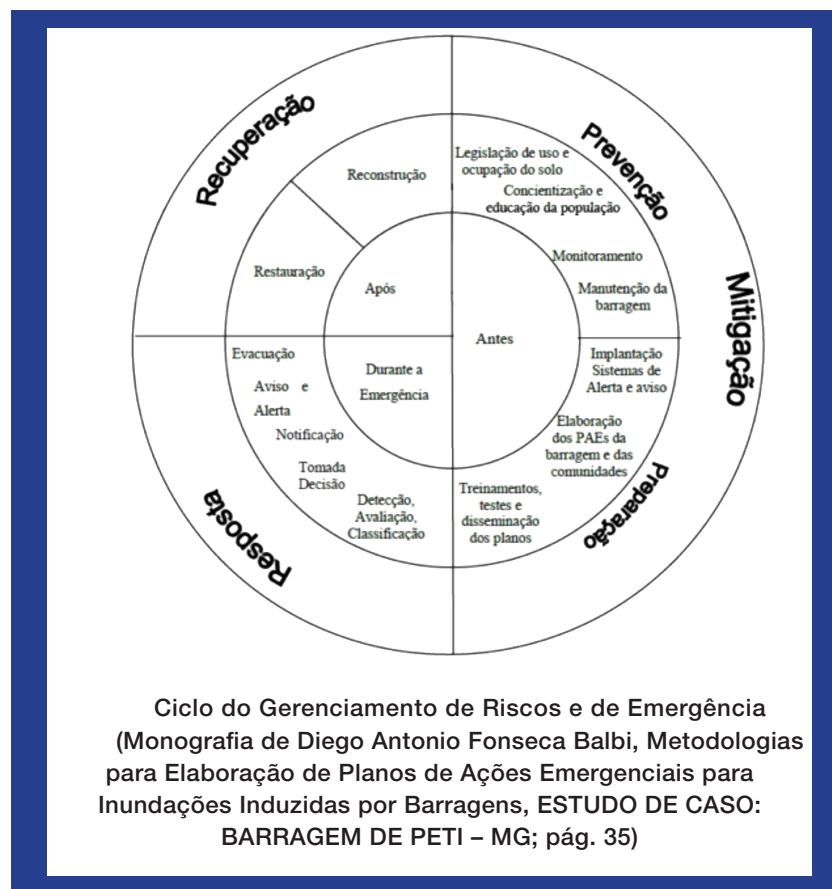 Recuperação
Prevenção
Mitigação
Preparação
Resposta
Reconstrução
Restauração
Após
Legislação de uso e
ocupação do solo
Concientização e
educação da população
Monitoramento
Manutenção da
barragem
Antes
Implantação
Sistemas de
Alerta e aviso
Elaboração
dos PAEs da
barragem e das
comunidades
Treinamentos,
testes e
disseminação
dos planos
Durante a
Emergência
Evacuação
Aviso e
Alerta
Notificação
Tomada
Decisão
Detecção,
Avaliação,
Classificação
Ciclo do Gerenciamento de Riscos e de Emergência
(Monografia de Diego Antonio Fonseca Balbi, Metodologias
para Elaboração de Planos de Ações Emergenciais para
Inundações Induzidas por Barragens, ESTUDO DE CASO:
BARRAGEM DE PETI – MG; pág. 35)